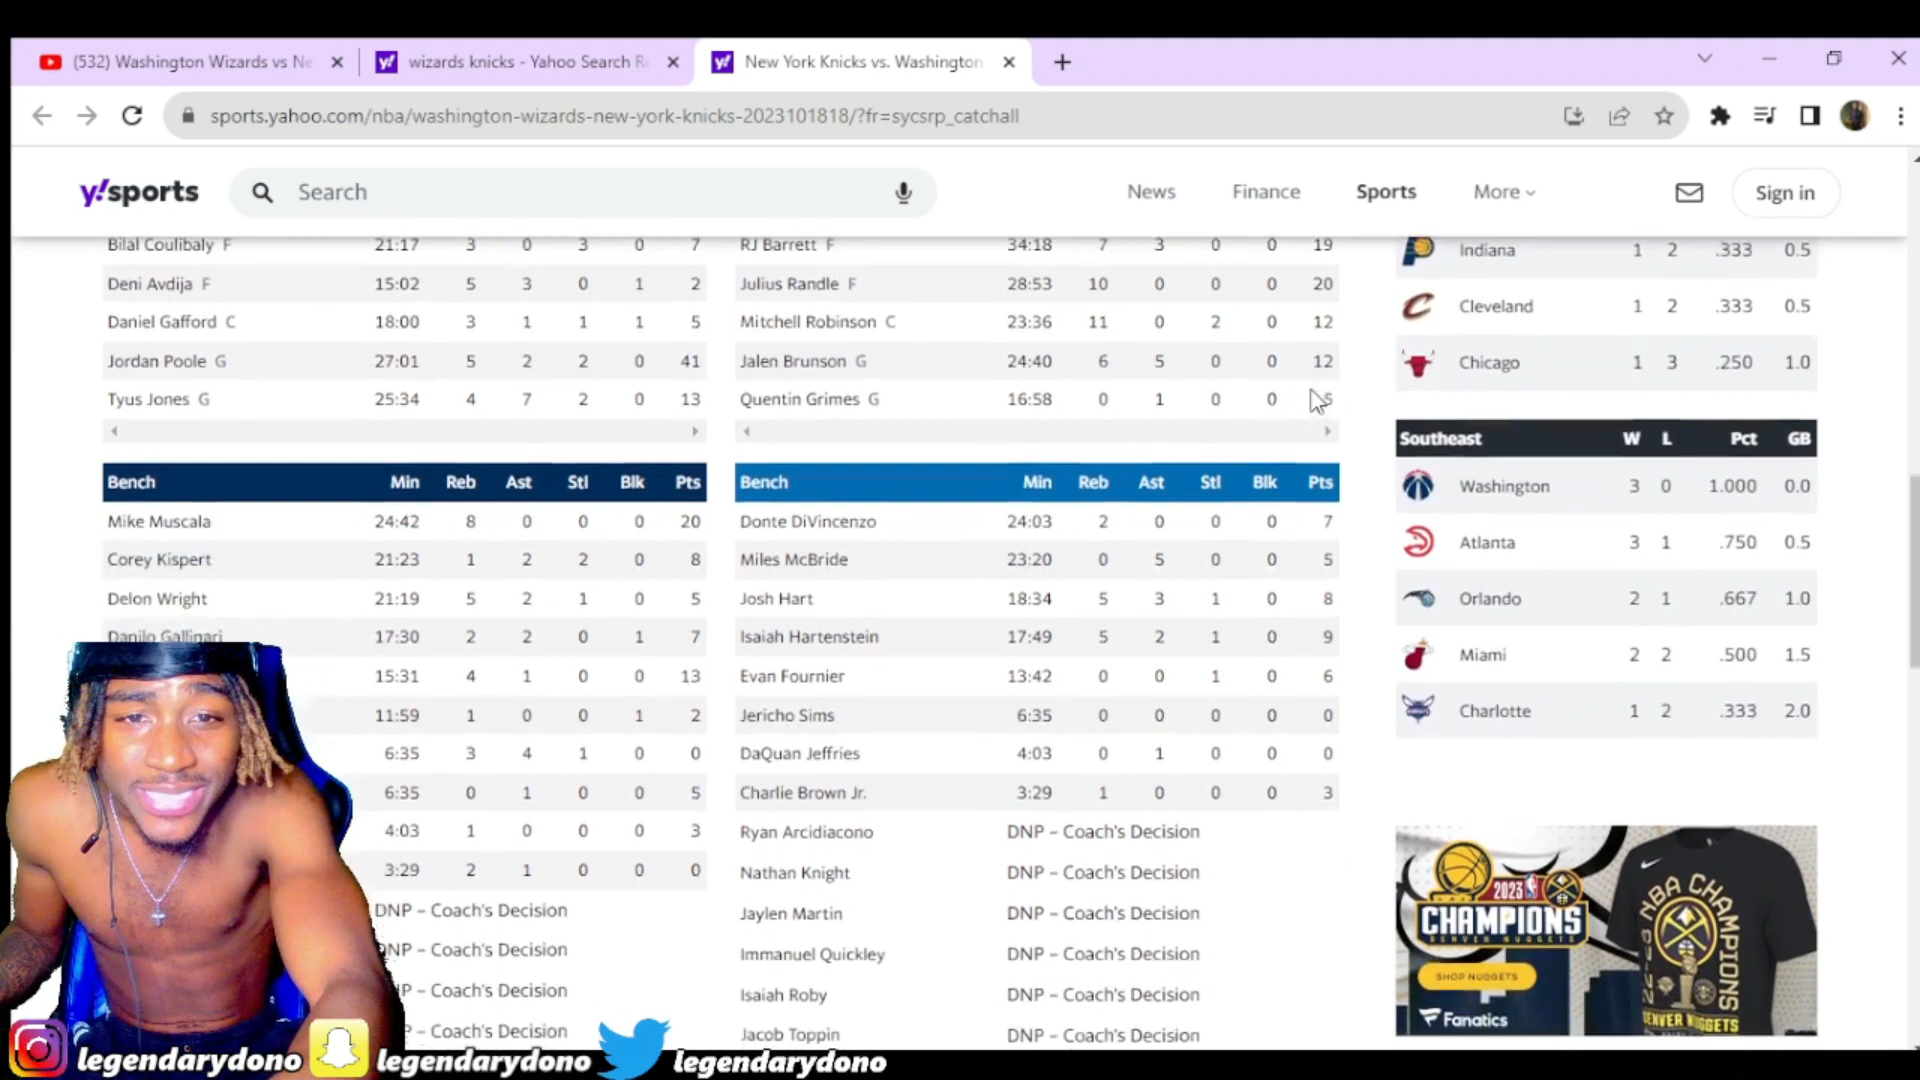 (532) Washington Wizards vs Ne
wizards knicks - Yahoo Search R
New York Knicks vs. Washington
sports.yahoo.com/nba/washington-wizards-new-york-knicks-2023101818/?fr=sycsrp_catchall
y!sports
Search
News Finance Sports More
Sign in
Bilal Coulibaly F 21:17 3 0 3 0 7
Deni Avdija F 15:02 5 3 0 1 2
Daniel Gafford C 18:00 3 1 1 1 5
Jordan Poole G 27:01 5 2 2 0 41
Tyus Jones G 25:34 4 7 2 0 13
Bench Min Reb Ast Stl Blk Pts
Mike Muscala 24:42 8 0 0 0 20
Corey Kispert 21:23 1 2 2 0 8
Delon Wright 21:19 5 2 1 0 5
Danilo Gallinari 17:30 2 2 0 1 7
15:31 4 1 0 0 13
11:59 1 0 0 1 2
6:35 3 4 1 0 0
6:35 0 1 0 0 5
4:03 1 0 0 0 3
3:29 2 1 0 0 0
DNP - Coach's Decision
DNP - Coach's Decision
P - Coach's Decision
P - Coach's Decision
RJ Barrett F 34:18 7 3 0 0 19
Julius Randle F 28:53 10 0 0 0 20
Mitchell Robinson C 23:36 11 0 2 0 12
Jalen Brunson G 24:40 6 5 0 0 12
Quentin Grimes G 16:58 0 1 0 0 5
Bench Min Reb Ast Stl Blk Pts
Donte DiVincenzo 24:03 2 0 0 0 7
Miles McBride 23:20 0 5 0 0 5
Josh Hart 18:34 5 3 1 0 8
Isaiah Hartenstein 17:49 5 2 1 0 9
Evan Fournier 13:42 0 0 1 0 6
Jericho Sims 6:35 0 0 0 0 0
DaQuan Jeffries 4:03 0 1 0 0 0
Charlie Brown Jr. 3:29 1 0 0 0 3
Ryan Arcidiacono DNP - Coach's Decision
Nathan Knight DNP - Coach's Decision
Jaylen Martin DNP - Coach's Decision
Immanuel Quickley DNP - Coach's Decision
Isaiah Roby DNP - Coach's Decision
Jacob Toppin DNP - Coach's Decision
Indiana 1 2 .333 0.5
Cleveland 1 2 .333 0.5
Chicago 1 3 .250 1.0
Southeast W L Pct GB
Washington 3 0 1.000 0.0
Atlanta 3 1 .750 0.5
Orlando 2 1 .667 1.0
Miami 2 2 .500 1.5
Charlotte 1 2 .333 2.0
2023
CHAMPIONS
DENVER NUGGETS
SHOP NUGGETS
Fanatics
NBA CHAMPIONS
DENVER NUGGETS
legendarydono
legendarydono
legendarydono